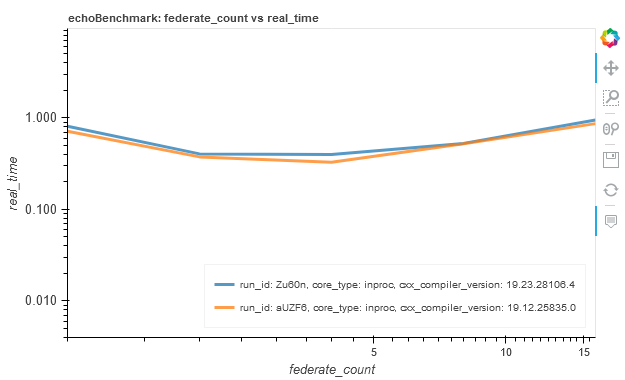 echoBenchmark: federate_count vs real_time
1.000
0.100
0.010
real_time
run_id: Zu60n, core_type: inproc, cxx_compiler_version: 19.23.28106.4
run_id: aUZF6, core_type: inproc, cxx_compiler_version: 19.12.25835.0
5
10
15
federate_count